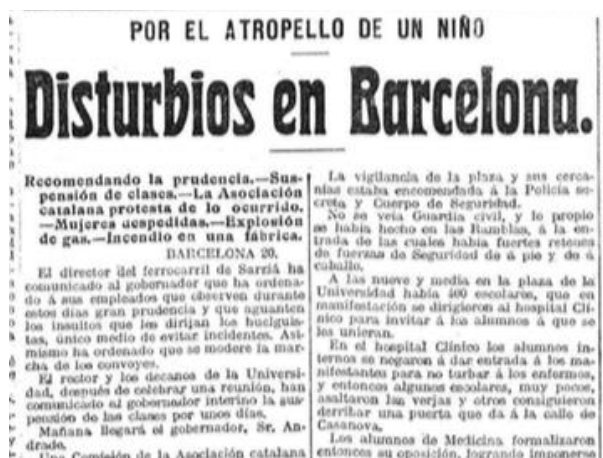 POR EL ATROPELLO DE UN NIÑO
Disturbios en Barcelona.
Recomendando la prudencia.—Sus-
pensión de clases.—La Asociación
catalana protesta de lo ocurrido.
—Mujeres despedidas.—Explosión
de gas.—Incendio en una fábrica.
BARCELONA 20.
El director del ferrocarril de Sarriá ha
comunicado al gobernador que ha ordena-
do á sus empleados que observen durante
estos días gran prudencia y que aguanten
los insultos que les dirijan los huelguis-
tas, único medio de evitar incidentes. Asi-
mismo ha ordenado que se modere la mar-
cha de los convoyes.
El rector y los decanos de la Universi-
dad, después de celebrar una reunión, han
comunicado al gobernador interino la sus-
pensión de las clases por unos días.
Mañana llegará el gobernador, Sr. An-
drade.
Una Comisión de la Asociación catalana
La vigilancia de la plaza y sus cerca-
nías estaba encomendada á la Policía se-
creta y Cuerpo de Seguridad.
No se veía Guardia civil, y lo propio
se había hecho en las Ramblas, á la en-
trada de las cuales había fuertes retenes
de fuerzas de Seguridad de á pie y de á
caballo.
A las nueve y media en la plaza de la
Universidad había 400 escolares, que en
manifestación se dirigieron al hospital Clí-
nico para invitar á los alumnos á que se
les unieran.
En el hospital Clínico los alumnos in-
ternos se negaron á dar entrada á los ma-
nifestantes para no turbar á los enfermos,
y entonces algunos escolares, muy pocos,
asaltaron las verjas y otros consiguieron
derribar una puerta que da á la calle de
Casanova.
Los alumnos de Medicina formalizaron
entonces su oposición, logrando imponerse